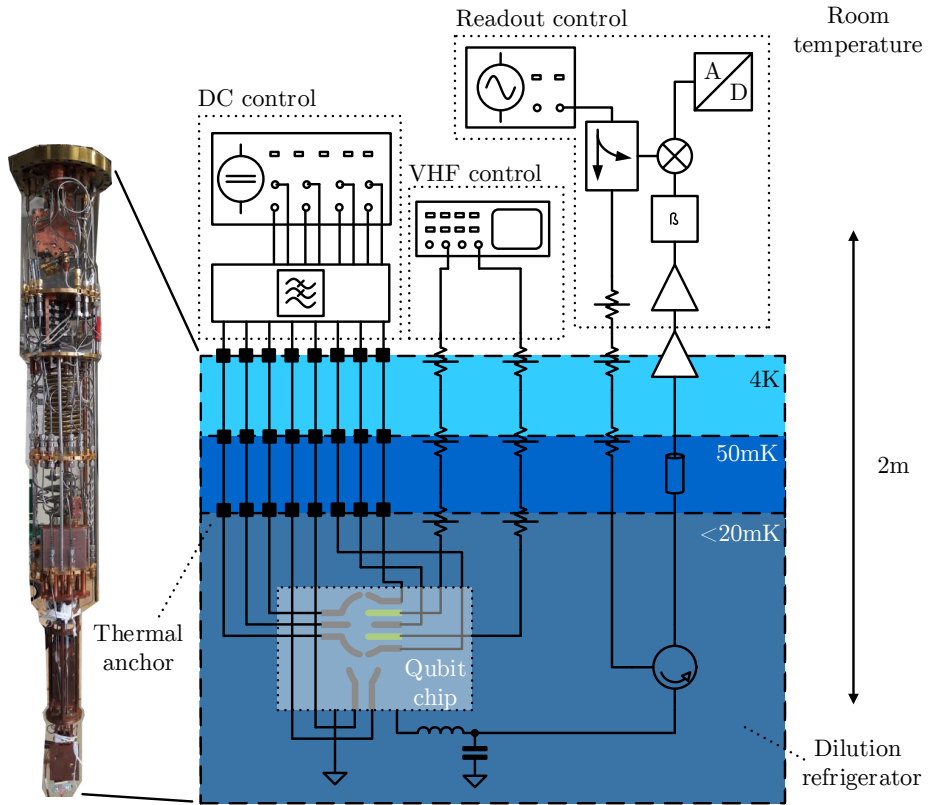 Readout control
Room
temperature
A
D
DC control
VHF control
ß
4K
50mK
2m
<20mK
Thermal
anchor
Qubit
chip
Dilution
refrigerator